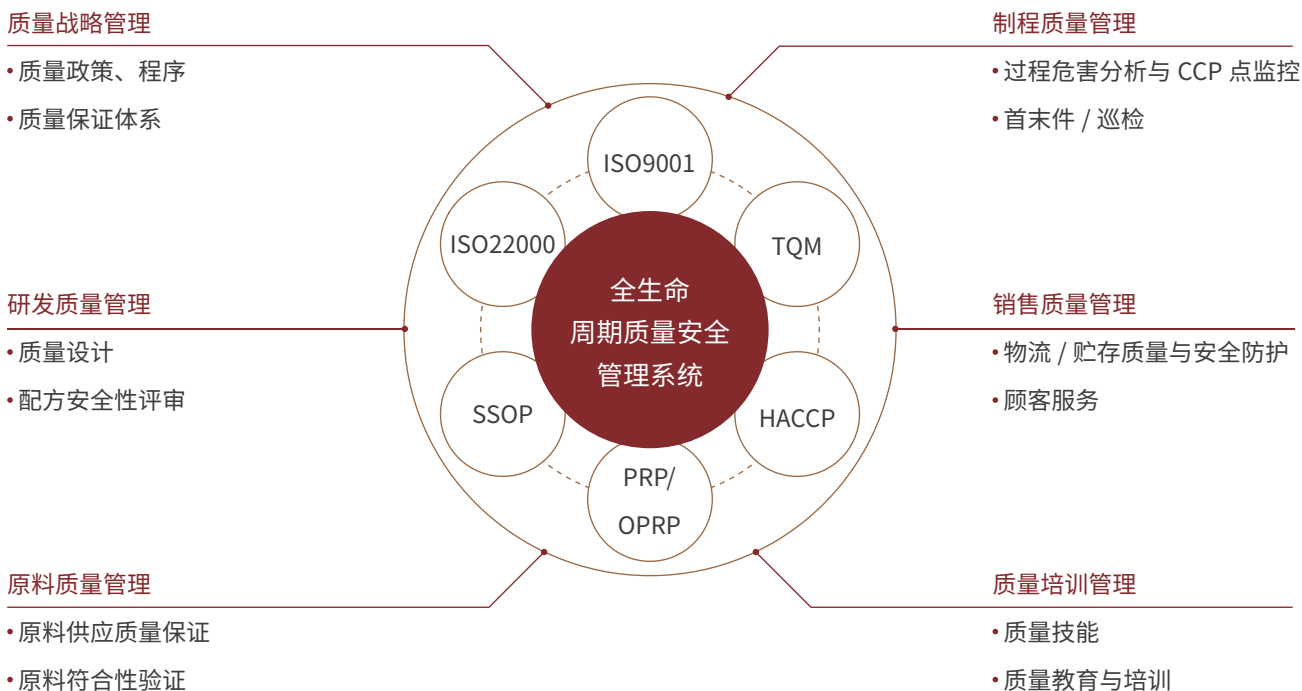 质量战略管理
• 质量政策、程序
• 质量保证体系
研发质量管理
• 质量设计
• 配方安全性评审
原料质量管理
• 原料供应质量保证
• 原料符合性验证
ISO9001
ISO22000
TQM
全生命
周期质量安全
管理系统
SSOP
HACCP
PRP/
OPRP
制程质量管理
• 过程危害分析与 CCP 点监控
• 首末件 / 巡检
销售质量管理
• 物流 / 贮存质量与安全防护
• 顾客服务
质量培训管理
• 质量技能
• 质量教育与培训